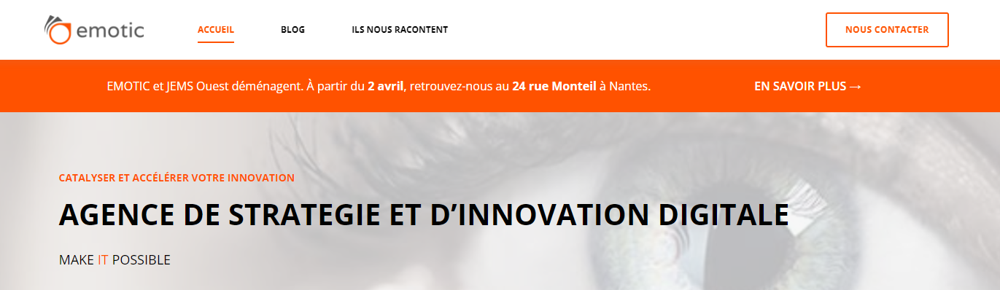 emotic
ACCUEIL
BLOG
ILS NOUS RACONTENT
NOUS CONTACTER
EMOTIC et JEMS Ouest déménagent. À partir du 2 avril, retrouvez-nous au 24 rue Monteil à Nantes.
EN SAVOIR PLUS →
CATALYSER ET ACCÉLÉRER VOTRE INNOVATION
AGENCE DE STRATEGIE ET D’INNOVATION DIGITALE
MAKE IT POSSIBLE